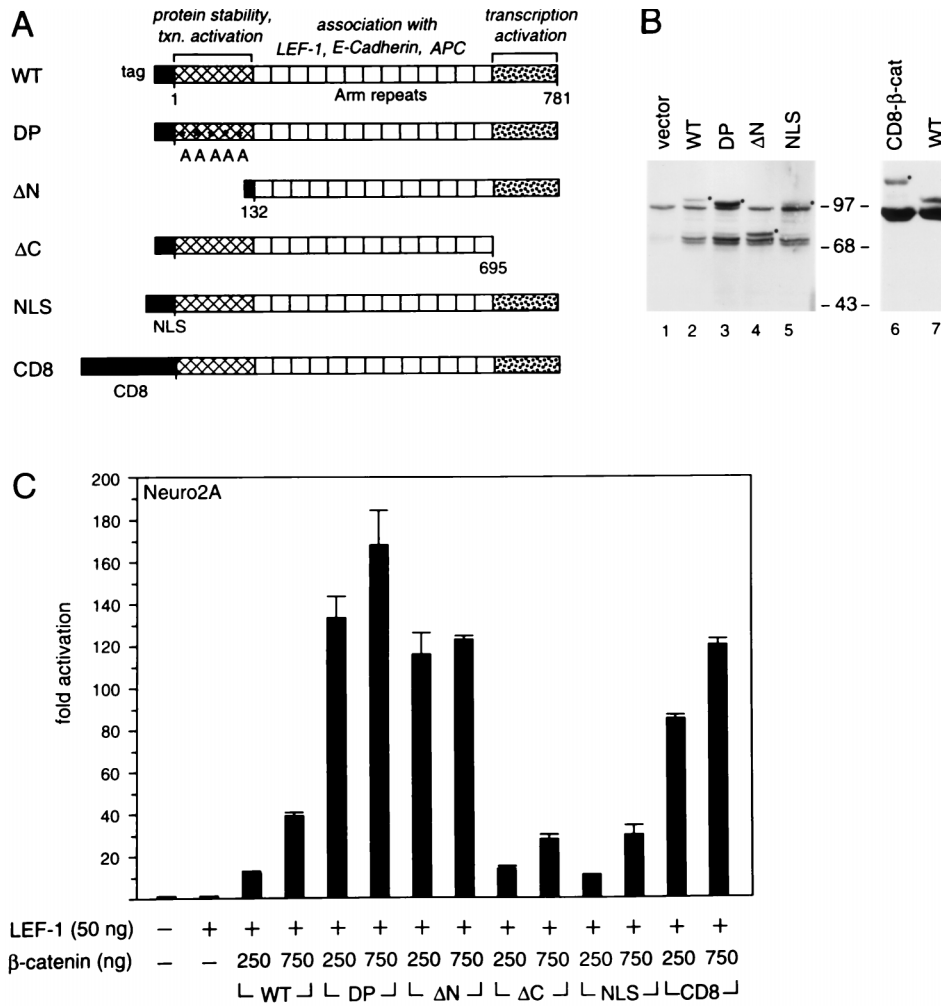 A
protein stability,
txn. activation
association with
LEF-1, E-Cadherin, APC
transcription
activation
WT
tag
1
Arm repeats
781
DP
A A A A A
ΔN
132
ΔC
695
NLS
NLS
CD8
CD8
B
vector
WT
DP
ΔN
NLS
CD8-β-cat
WT
-97-
-68-
-43-
1 2 3 4 5 6 7
C
Neuro2A
fold activation
200
180
160
140
120
100
80
60
40
20
LEF-1 (50 ng) − + + + + + + + + + + + + +
β-catenin (ng) − − 250 750 250 750 250 750 250 750 250 750 250 750
WT DP ΔN ΔC NLS CD8